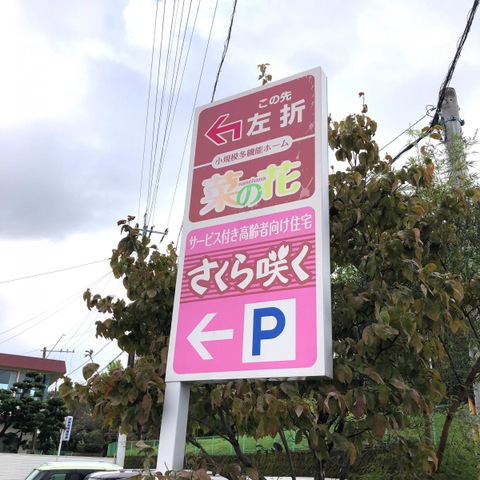 この先
左折
小規模多機能ホーム
菜の花
nanohana
サービス付き高齢者向け住宅
さくら咲く
P